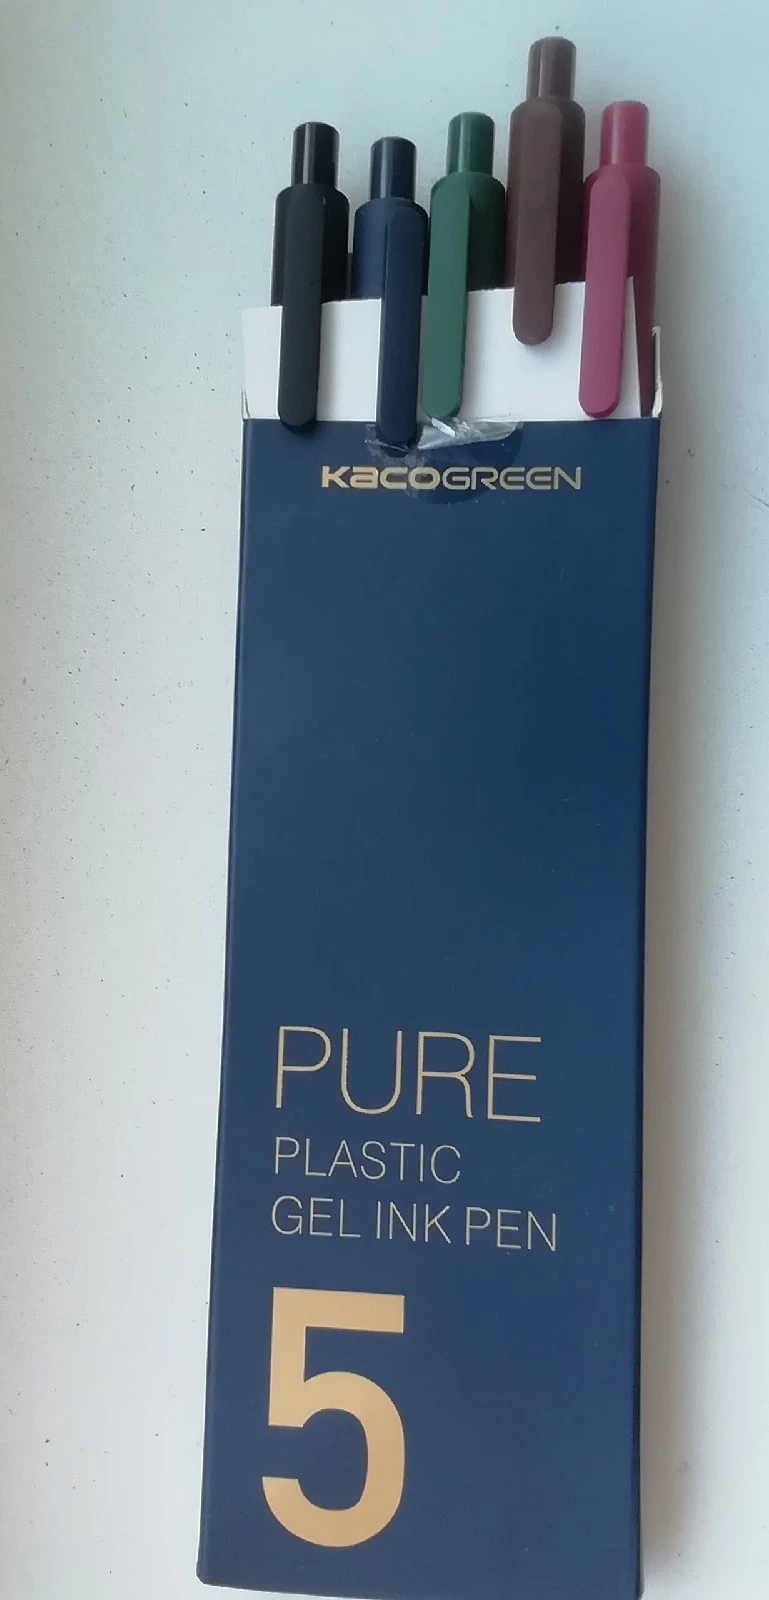 KACOGREEN
PURE
PLASTIC
GEL INK PEN
5